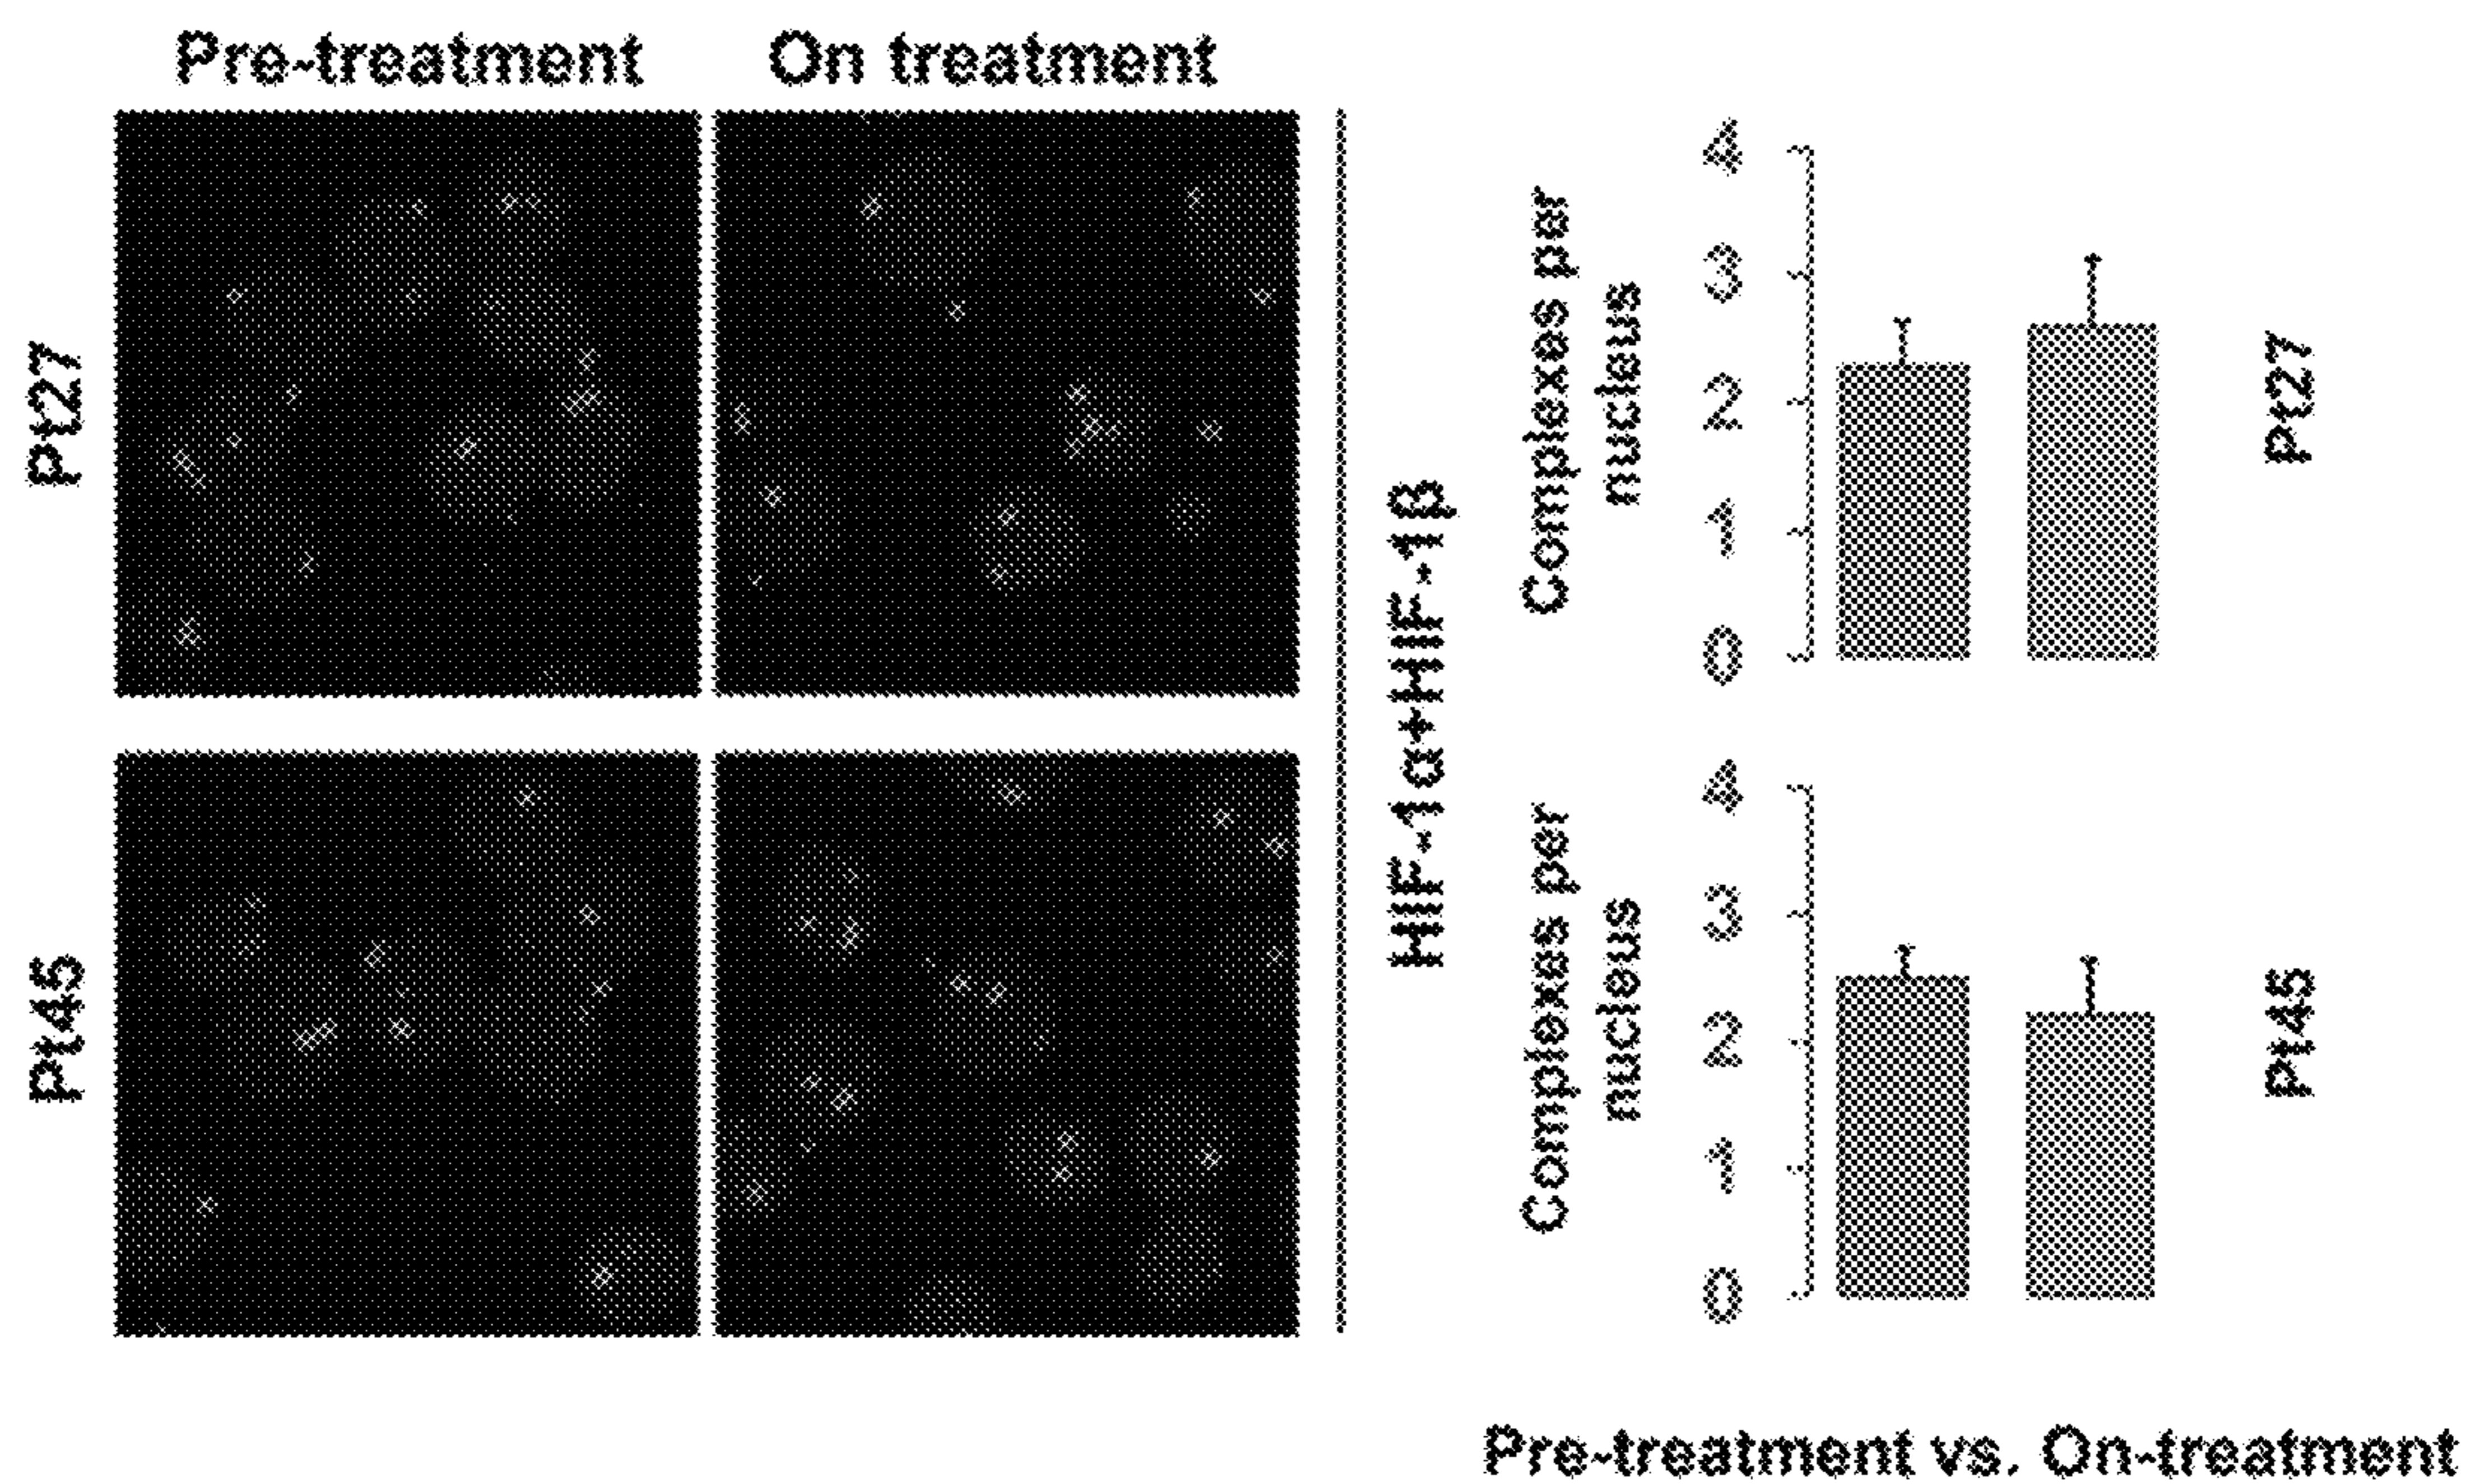 Pre-treatment
On treatment
Pt27
Pt45
HIF-1α+HIF-1β
Complexes per
nucleus
4
3
2
1
0
Pt27
Complexes per
nucleus
4
3
2
1
0
Pt45
Pre-treatment vs. On-treatment